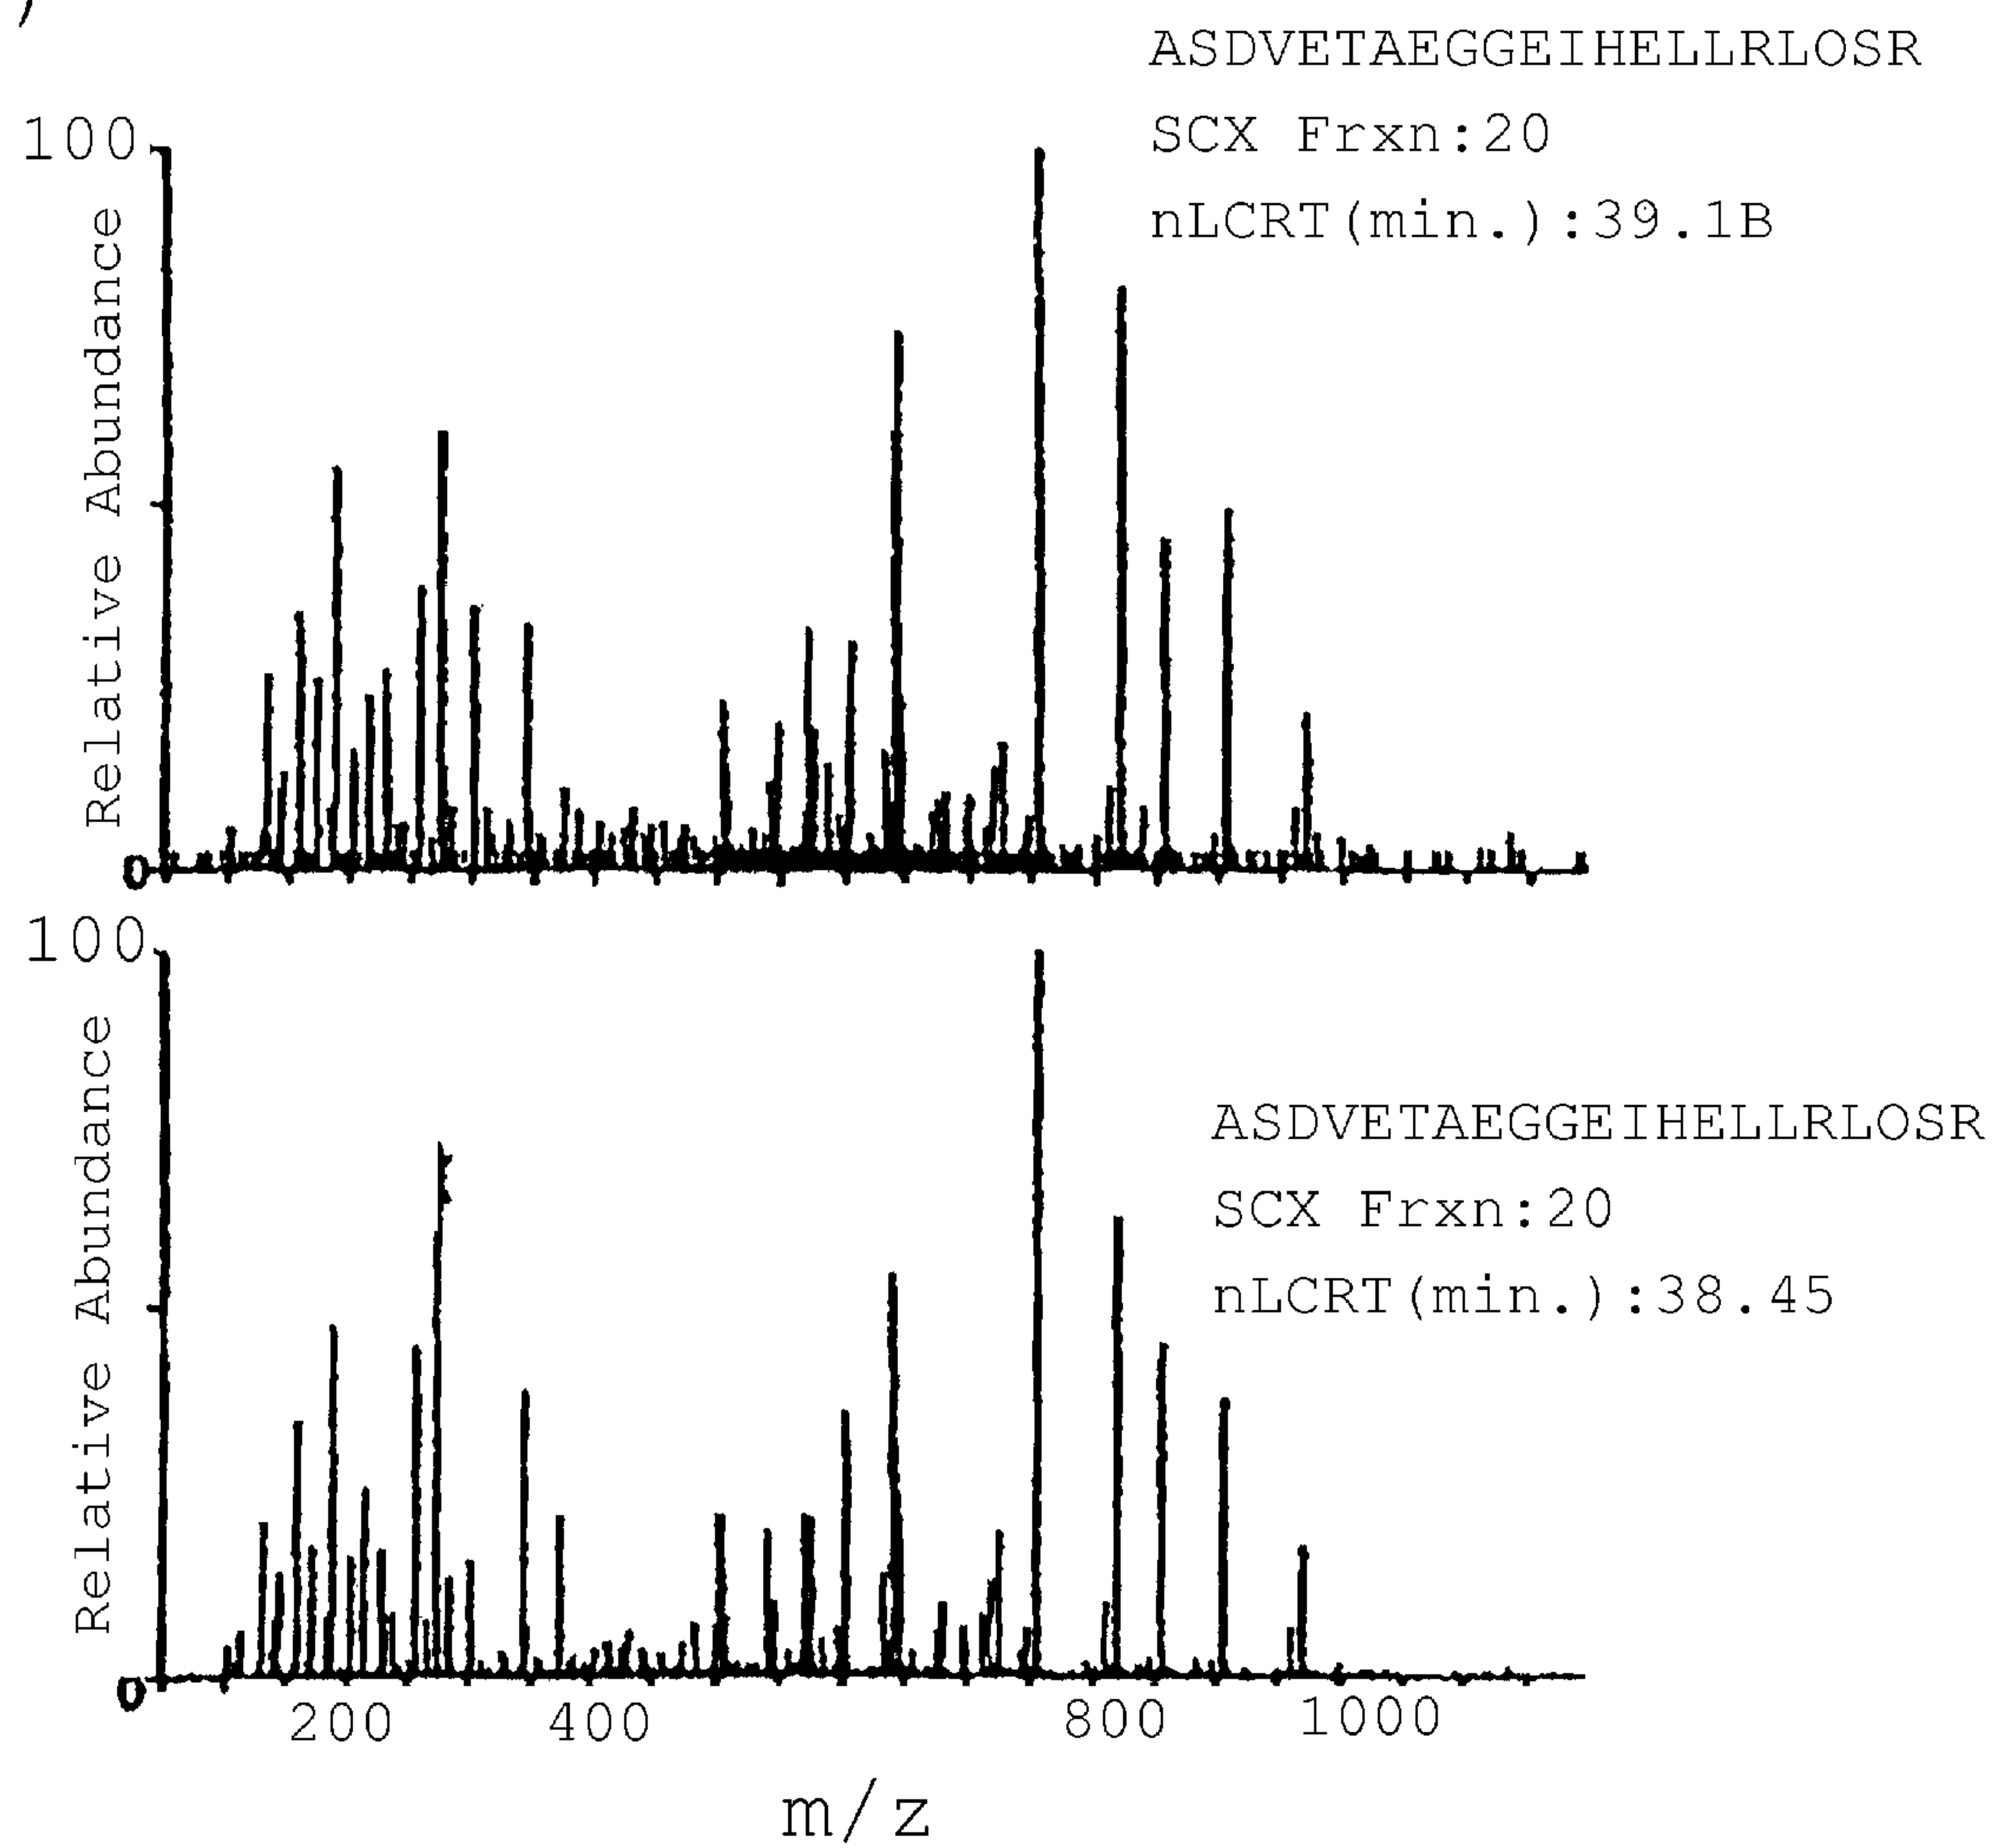 ASDVETAEGGEIHELLRLOSR
SCX Frxn:20
nLCRT(min.):39.1B
100
Relative Abundance
0
100
Relative Abundance
ASDVETAEGGEIHELLRLOSR
SCX Frxn:20
nLCRT(min.):38.45
0
200 400 800 1000
m/z